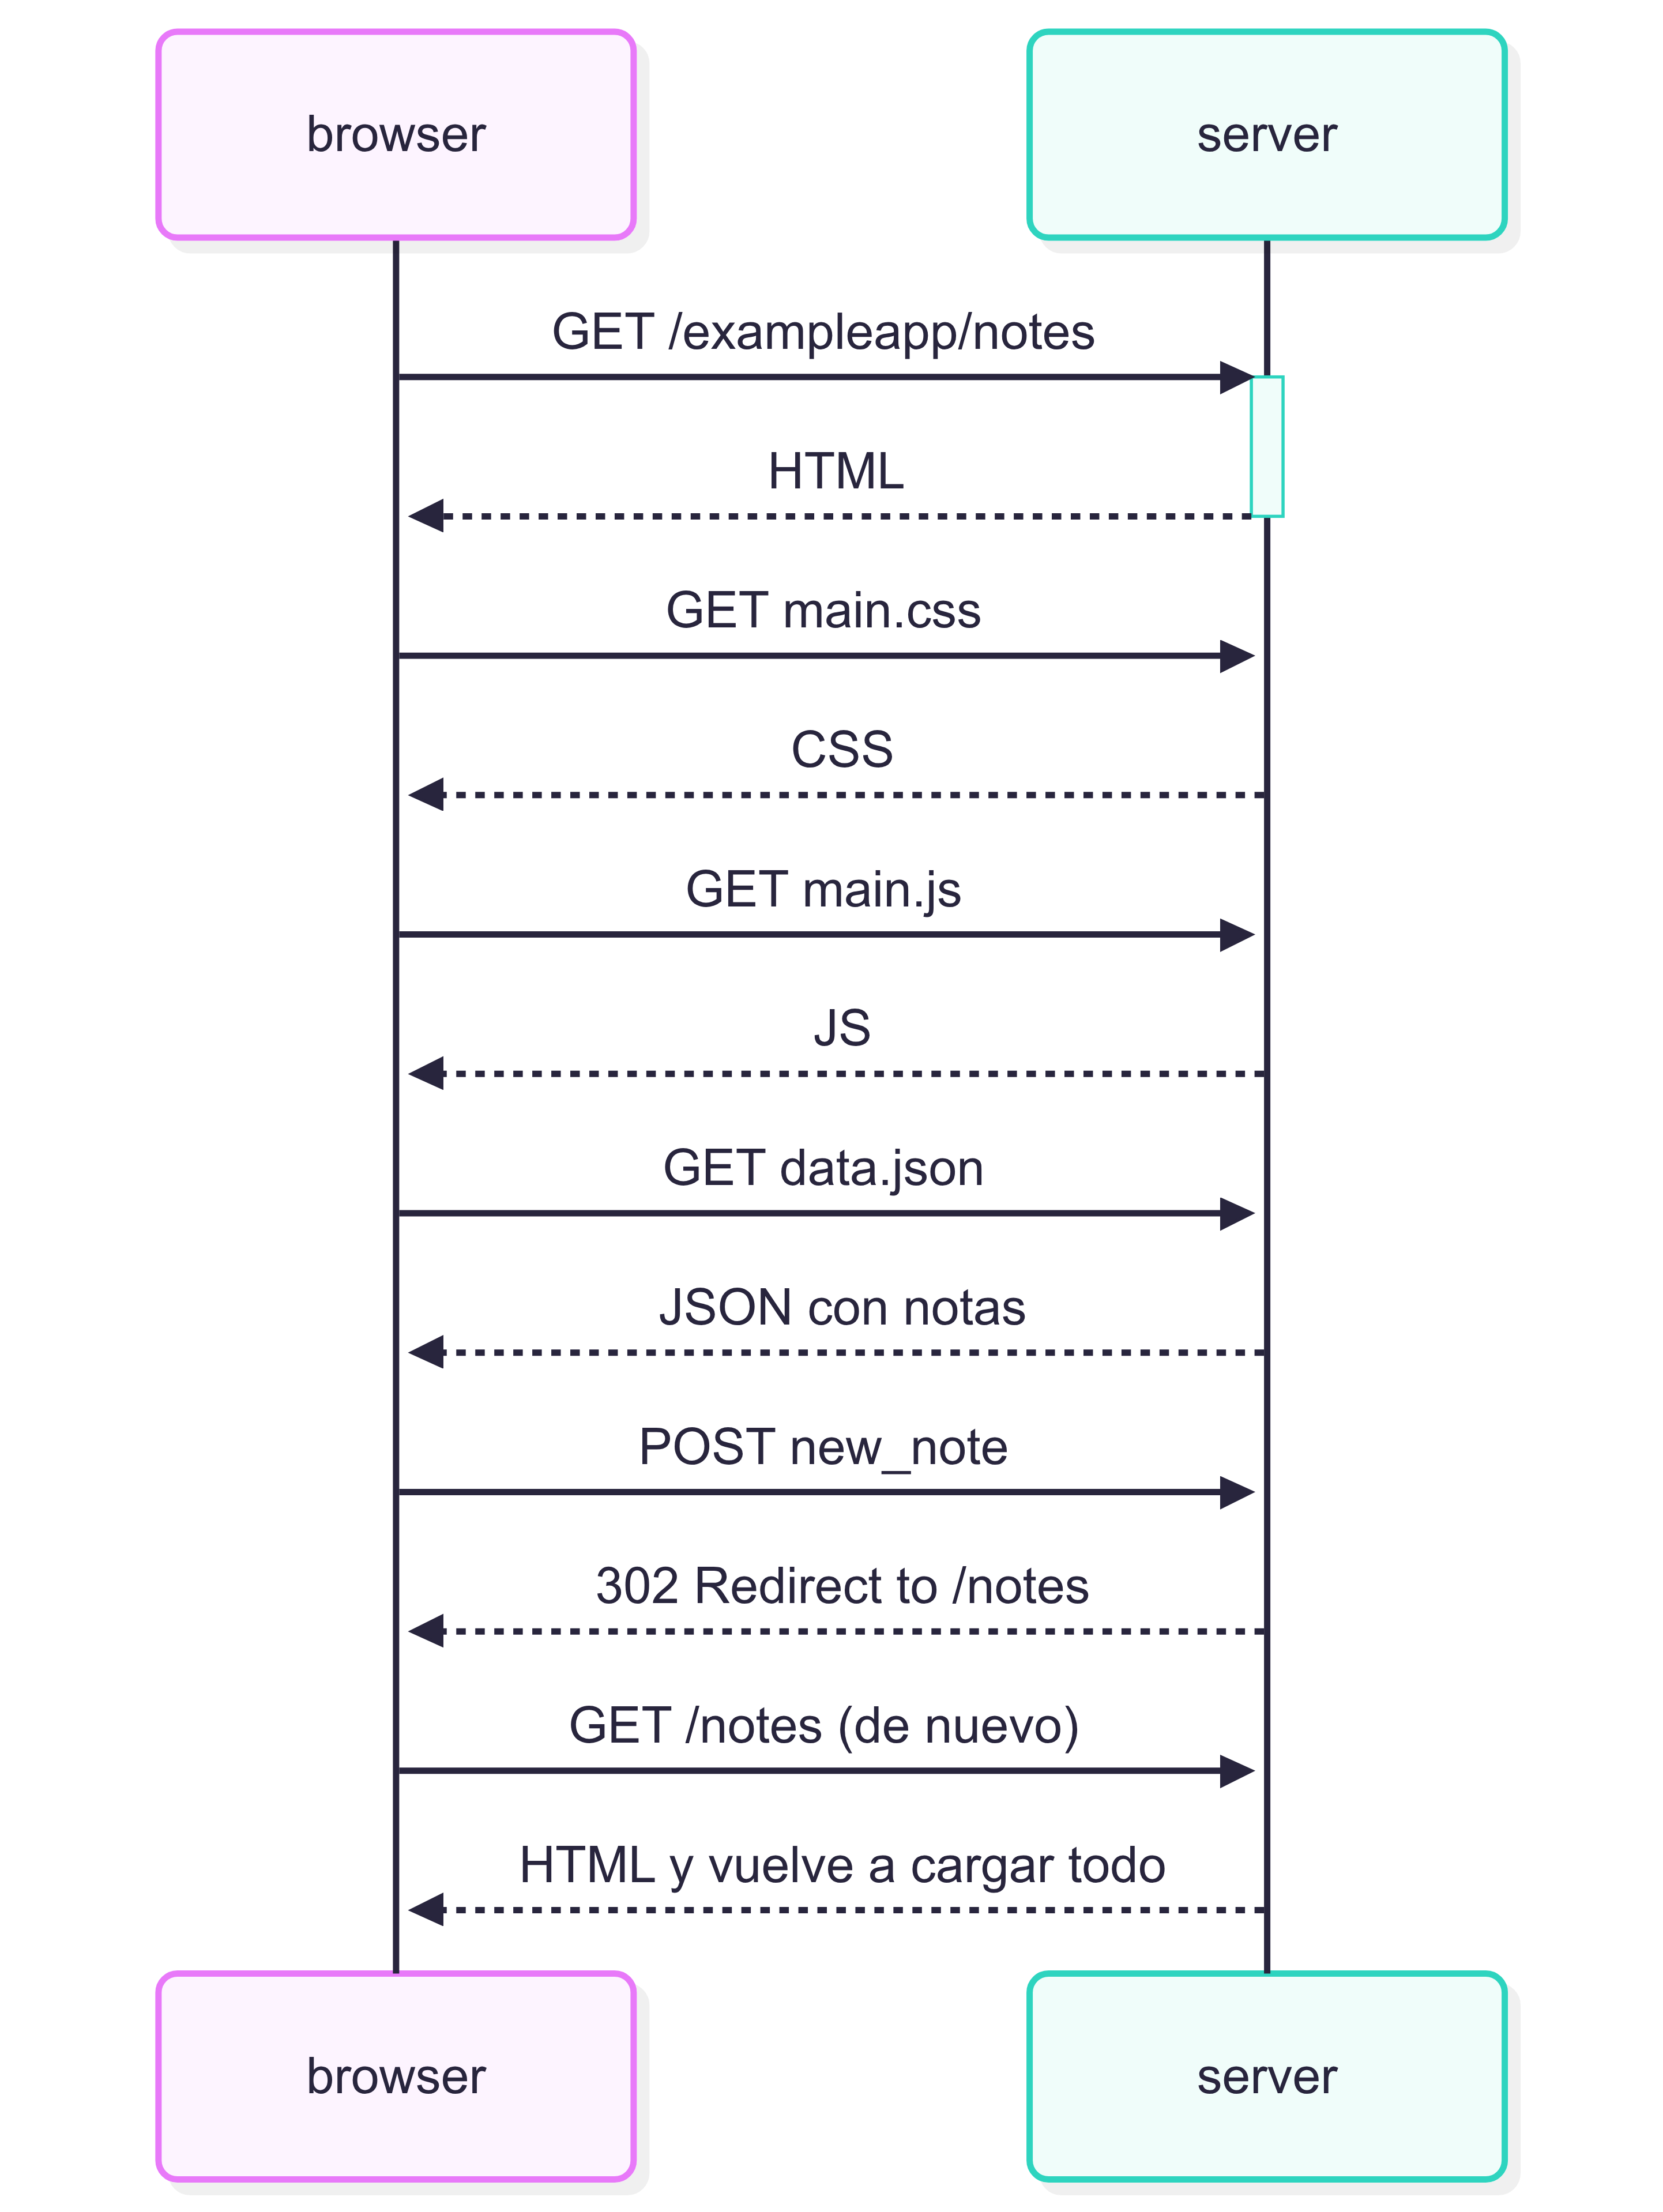 browser
server
GET /exampleapp/notes
HTML
GET main.css
CSS
GET main.js
JS
GET data.json
JSON con notas
POST new_note
302 Redirect to /notes
GET /notes (de nuevo)
HTML y vuelve a cargar todo
browser
server